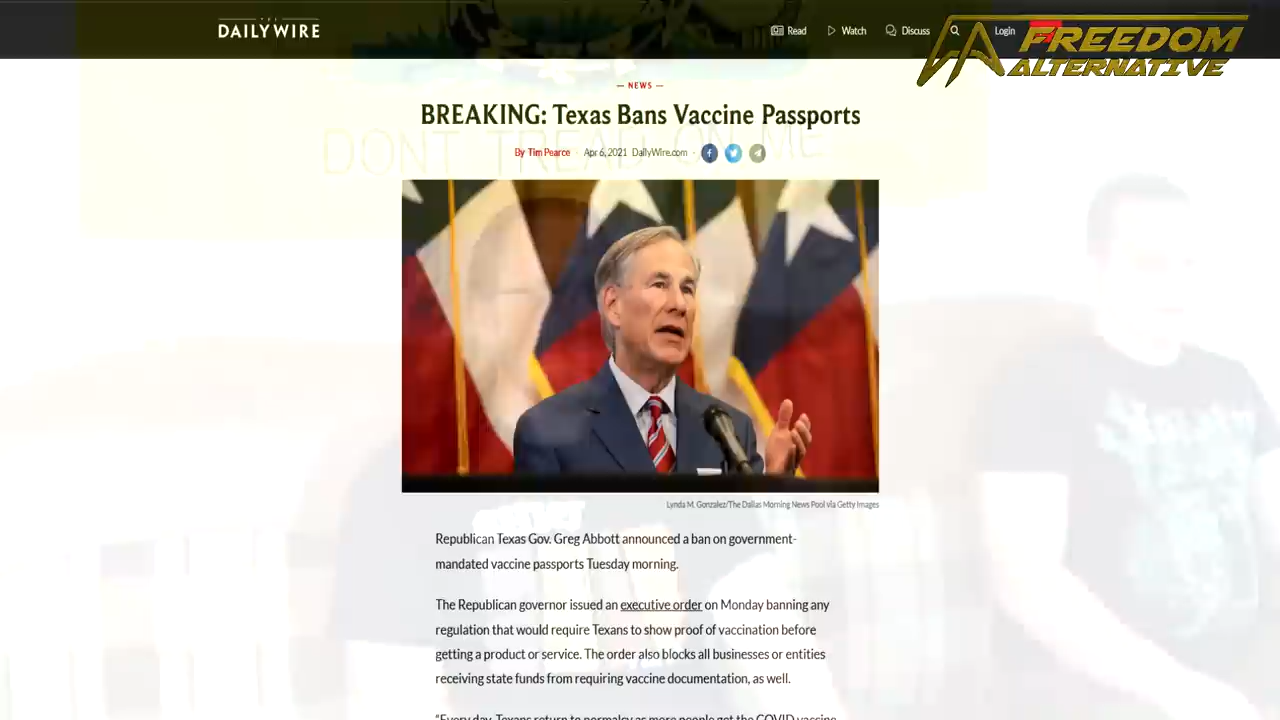 DAILYWIRE
Read
Watch
Discuss
Login
FREEDOM
ALTERNATIVE
— NEWS —
BREAKING: Texas Bans Vaccine Passports
By Tim Pearce · Apr 6, 2021 DailyWire.com ·
DONT TREAD ON ME
Lynda M. Gonzalez/The Dallas Morning News Pool via Getty Images
Republican Texas Gov. Greg Abbott announced a ban on government-
mandated vaccine passports Tuesday morning.
The Republican governor issued an executive order on Monday banning any
regulation that would require Texans to show proof of vaccination before
getting a product or service. The order also blocks all businesses or entities
receiving state funds from requiring vaccine documentation, as well.
"Every day, Texans return to normalcy as more people get the COVID vaccine